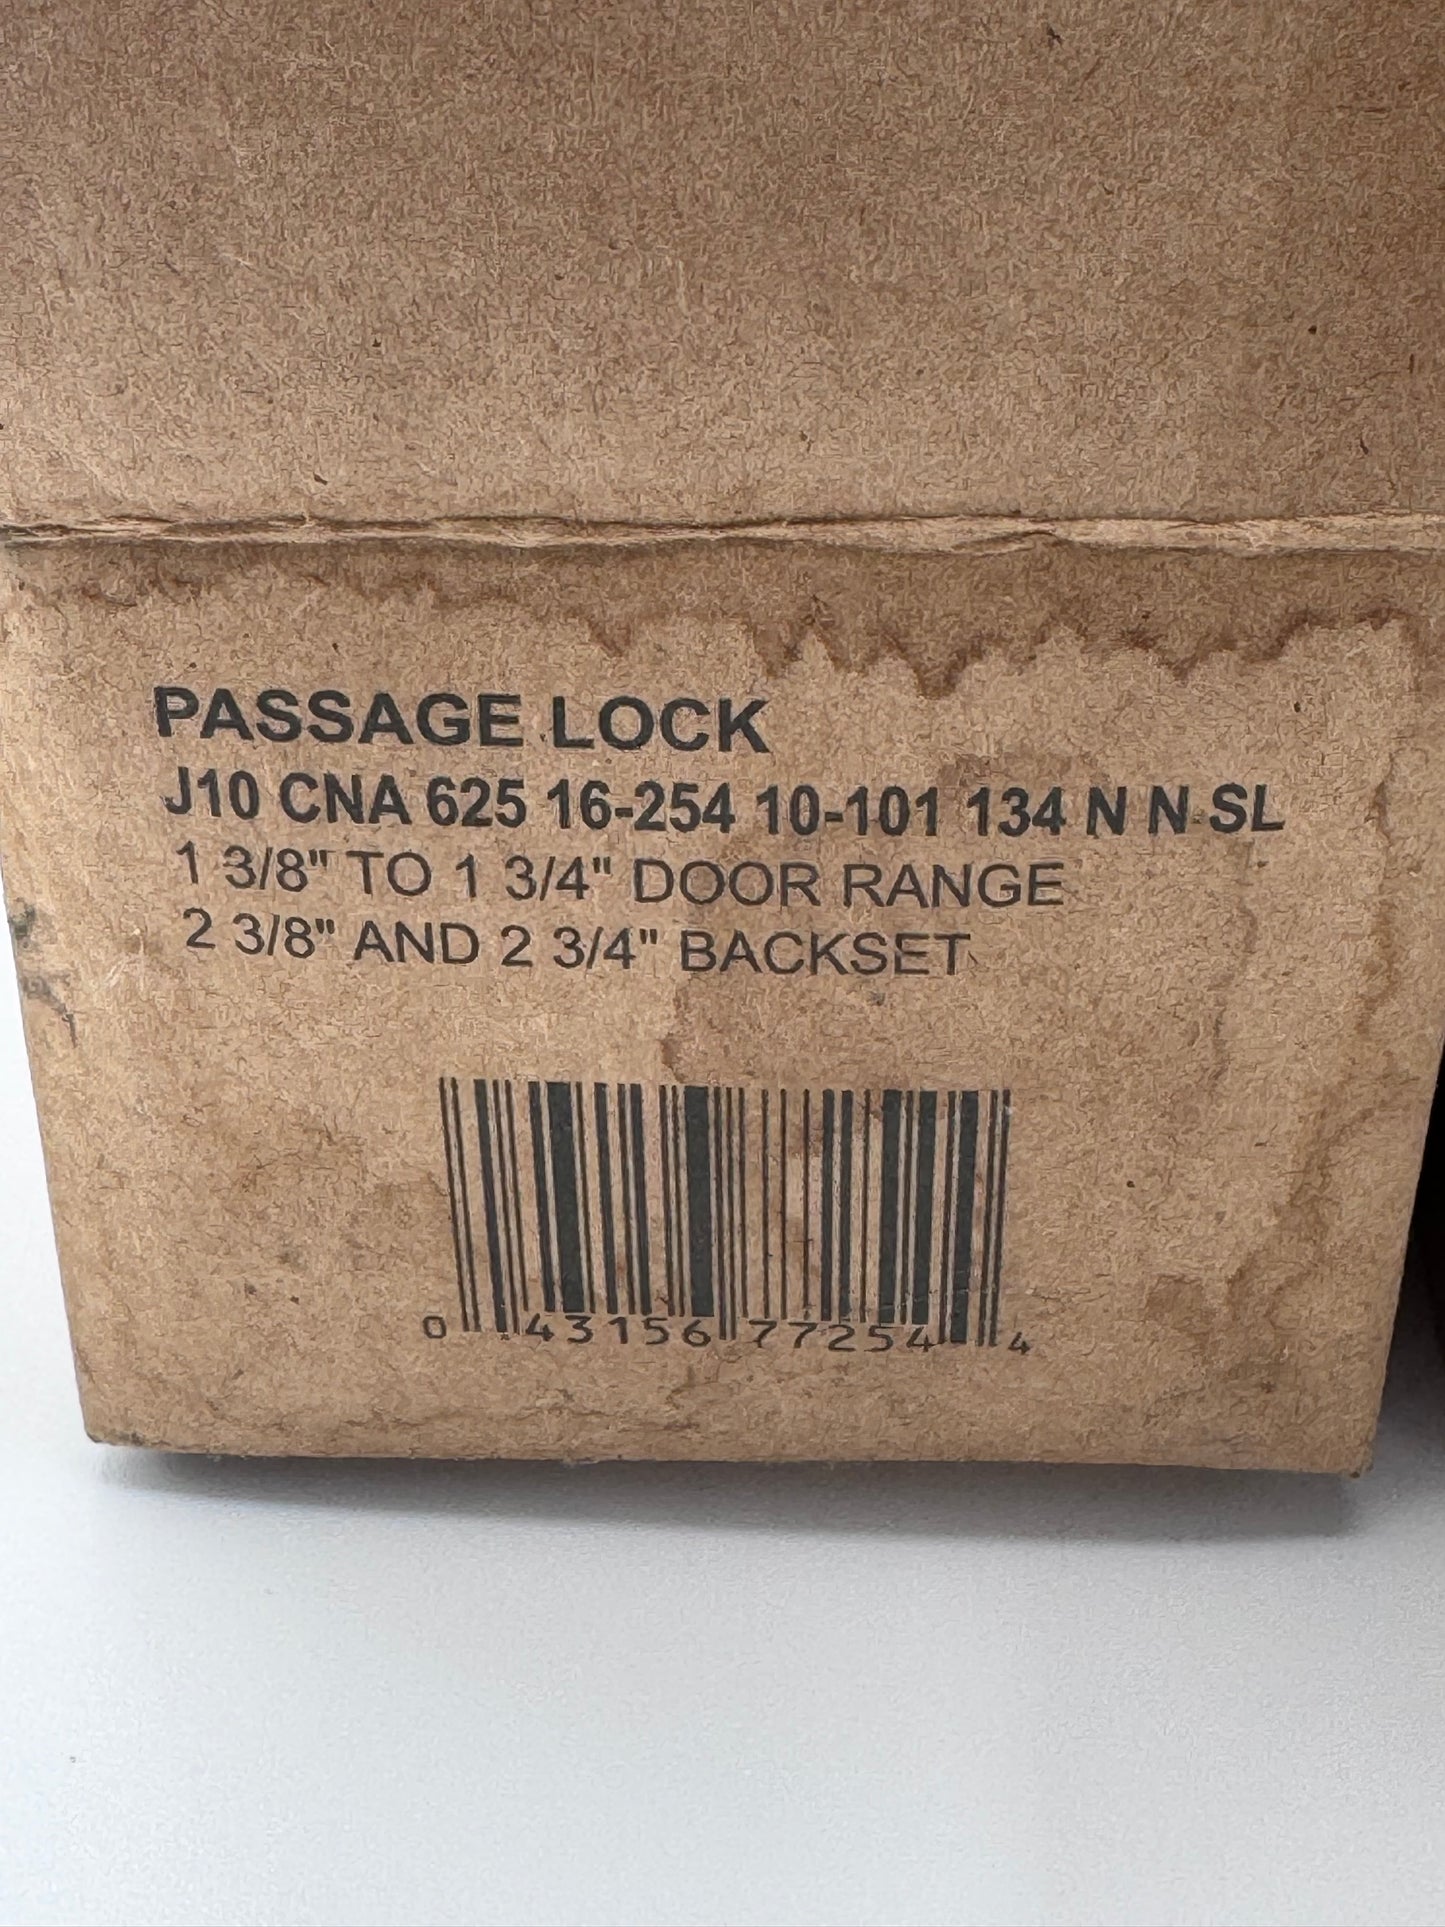 PASSAGE LOCK
J10 CNA 625 16-254 10-101 134 N N SL
1 3/8" TO 1 3/4" DOOR RANGE
2 3/8" AND 2 3/4" BACKSET
0 43156 77254 4